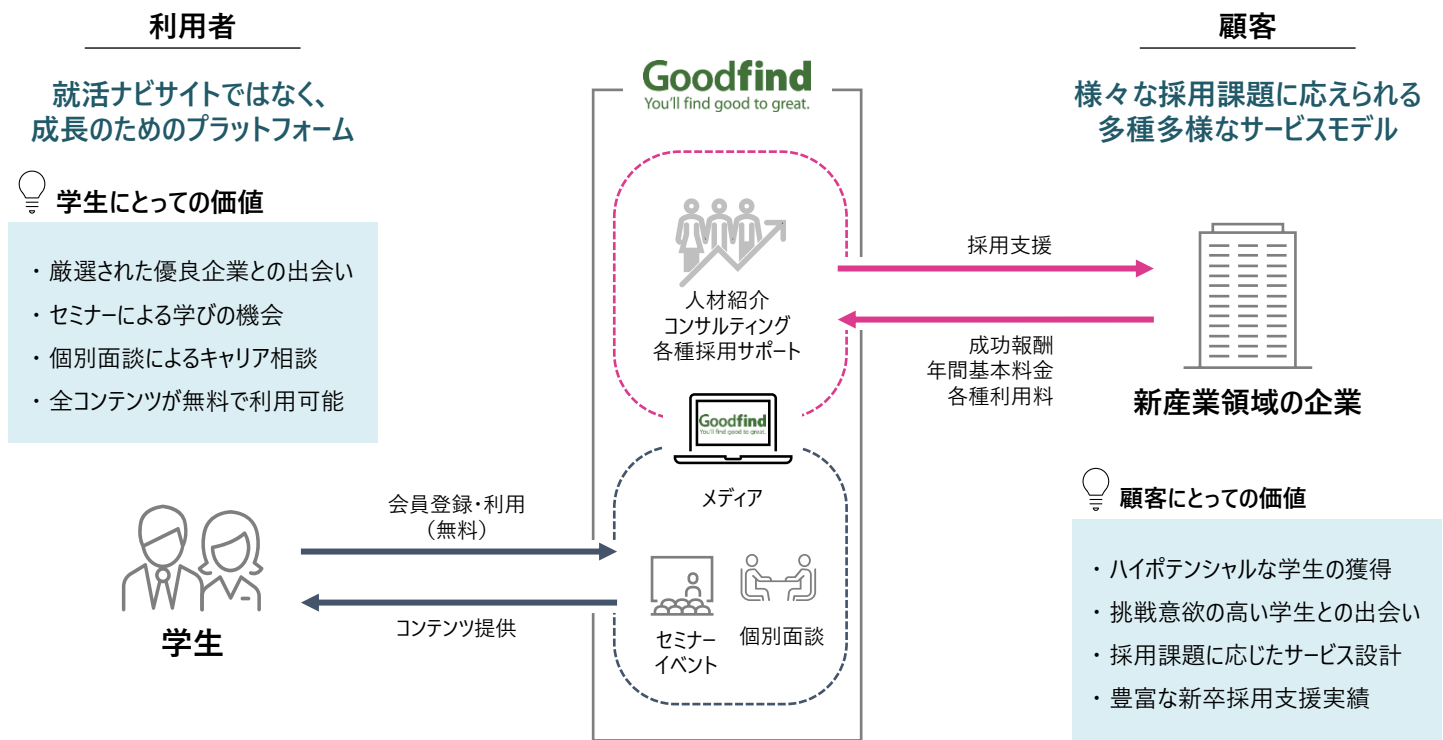 利用者
就活ナビサイトではなく、
成長のためのプラットフォーム
学生にとっての価値
・ 厳選された優良企業との出会い
・ セミナーによる学びの機会
・ 個別面談によるキャリア相談
・ 全コンテンツが無料で利用可能
学生
会員登録・利用
（無料）
コンテンツ提供
Goodfind
You'll find good to great.
人材紹介
コンサルティング
各種採用サポート
Goodfind
You'll find good to great.
メディア
セミナー
イベント
個別面談
採用支援
成功報酬
年間基本料金
各種利用料
顧客
様々な採用課題に応えられる
多種多様なサービスモデル
新産業領域の企業
顧客にとっての価値
・ ハイポテンシャルな学生の獲得
・ 挑戦意欲の高い学生との出会い
・ 採用課題に応じたサービス設計
・ 豊富な新卒採用支援実績